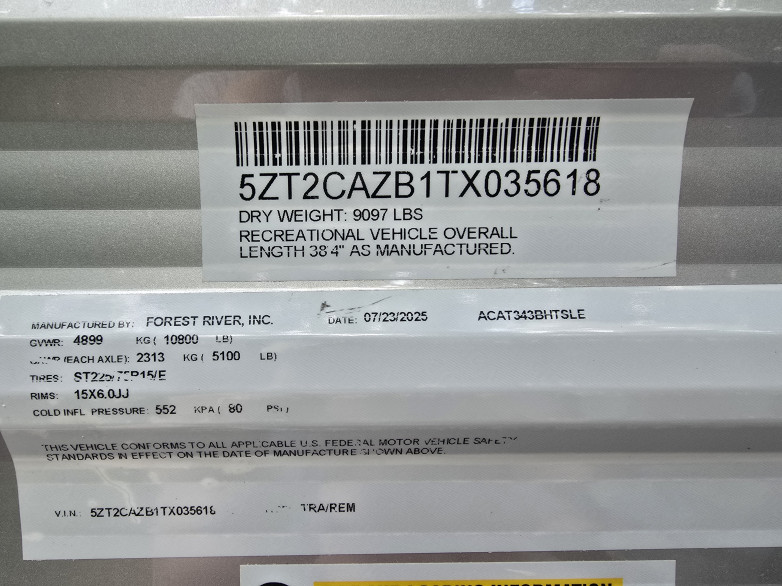 5ZT2CAZB1TX035618
DRY WEIGHT: 9097 LBS
RECREATIONAL VEHICLE OVERALL
LENGTH 38'4" AS MANUFACTURED.
MANUFACTURED BY: FOREST RIVER, INC. DATE: 07/23/2025 ACAT343BHTSLE
GVWR: 4899 KG ( 10800 LB)
(EACH AXLE): 2313 KG ( 5100 LB)
TIRES: ST225/75R15/E
RIMS: 15X6.0JJ
COLD INFL PRESSURE: 552 KPA ( 80 PSI)
THIS VEHICLE CONFORMS TO ALL APPLICABLE U.S. FEDERAL MOTOR VEHICLE SAFETY
STANDARDS IN EFFECT ON THE DATE OF MANUFACTURE SHOWN ABOVE.
V.I.N.: 5ZT2CAZB1TX035618 TRA/REM